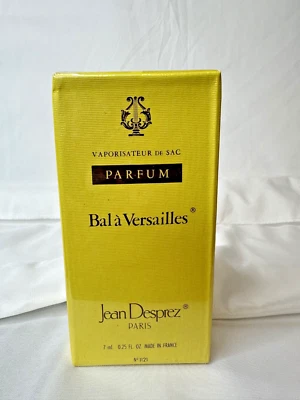 VAPORISATEUR DE SAC
PARFUM
Bal à Versailles®
Jean Desprez®
PARIS
7 mL 0.25 FL. OZ MADE IN FRANCE